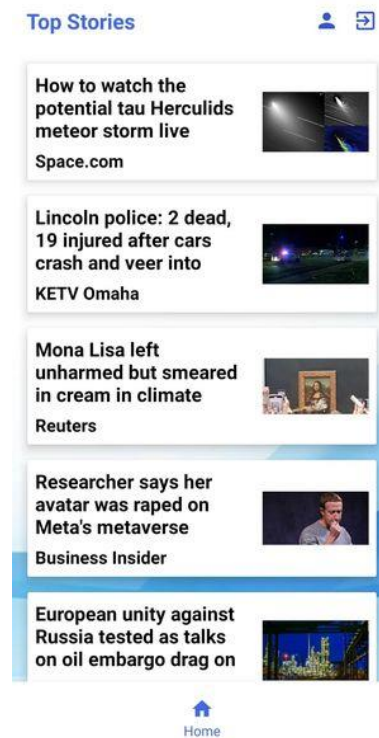 Top Stories
How to watch the
potential tau Herculids
meteor storm live
Space.com
Lincoln police: 2 dead,
19 injured after cars
crash and veer into
KETV Omaha
Mona Lisa left
unharmed but smeared
in cream in climate
Reuters
Researcher says her
avatar was raped on
Meta's metaverse
Business Insider
European unity against
Russia tested as talks
on oil embargo drag on
Home